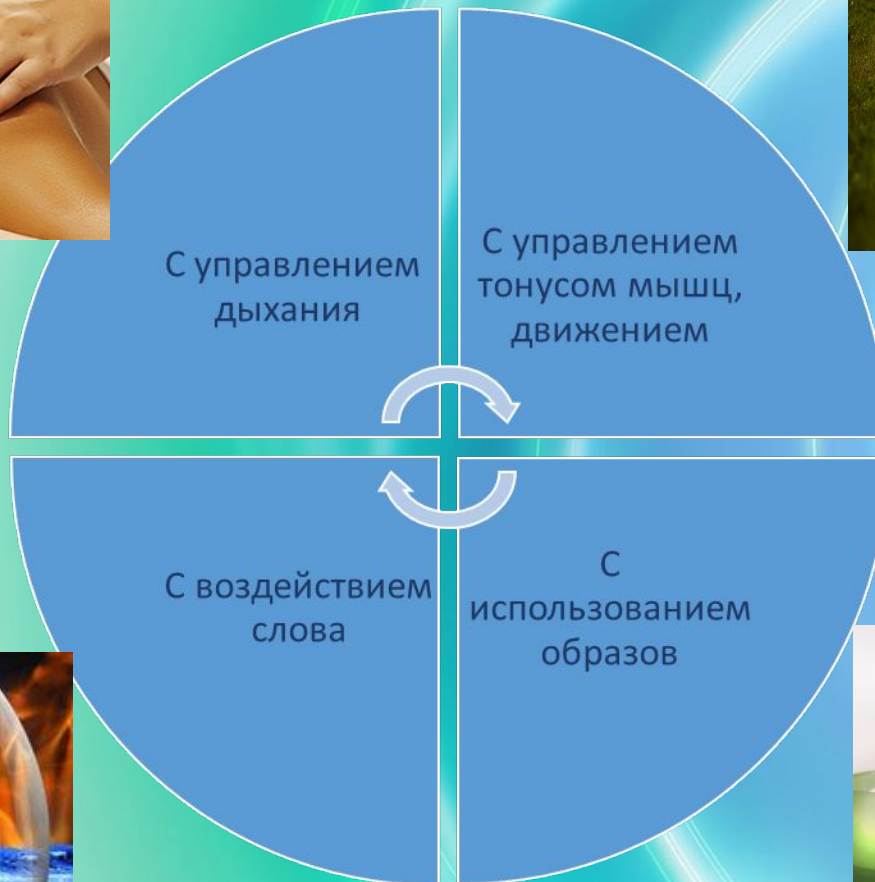 С управлением
дыхания
С управлением
тонусом мышц,
движением
С воздействием
слова
С
использованием
образов